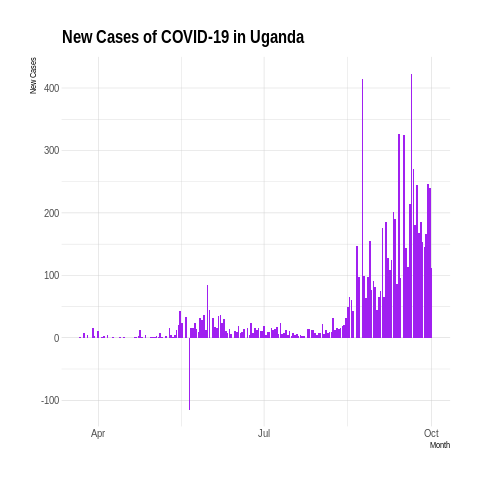 New Cases of COVID-19 in Uganda
New Cases
400
300
200
100
0
-100
Apr
Jul
Oct
Month